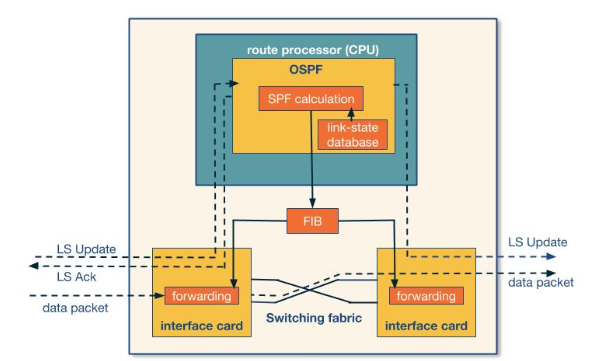 route processor (CPU)
OSPF
SPF calculation
link-state
database
FIB
LS Update
LS Ack
data packet
forwarding
interface card
Switching fabric
forwarding
interface card
LS Update
data packet